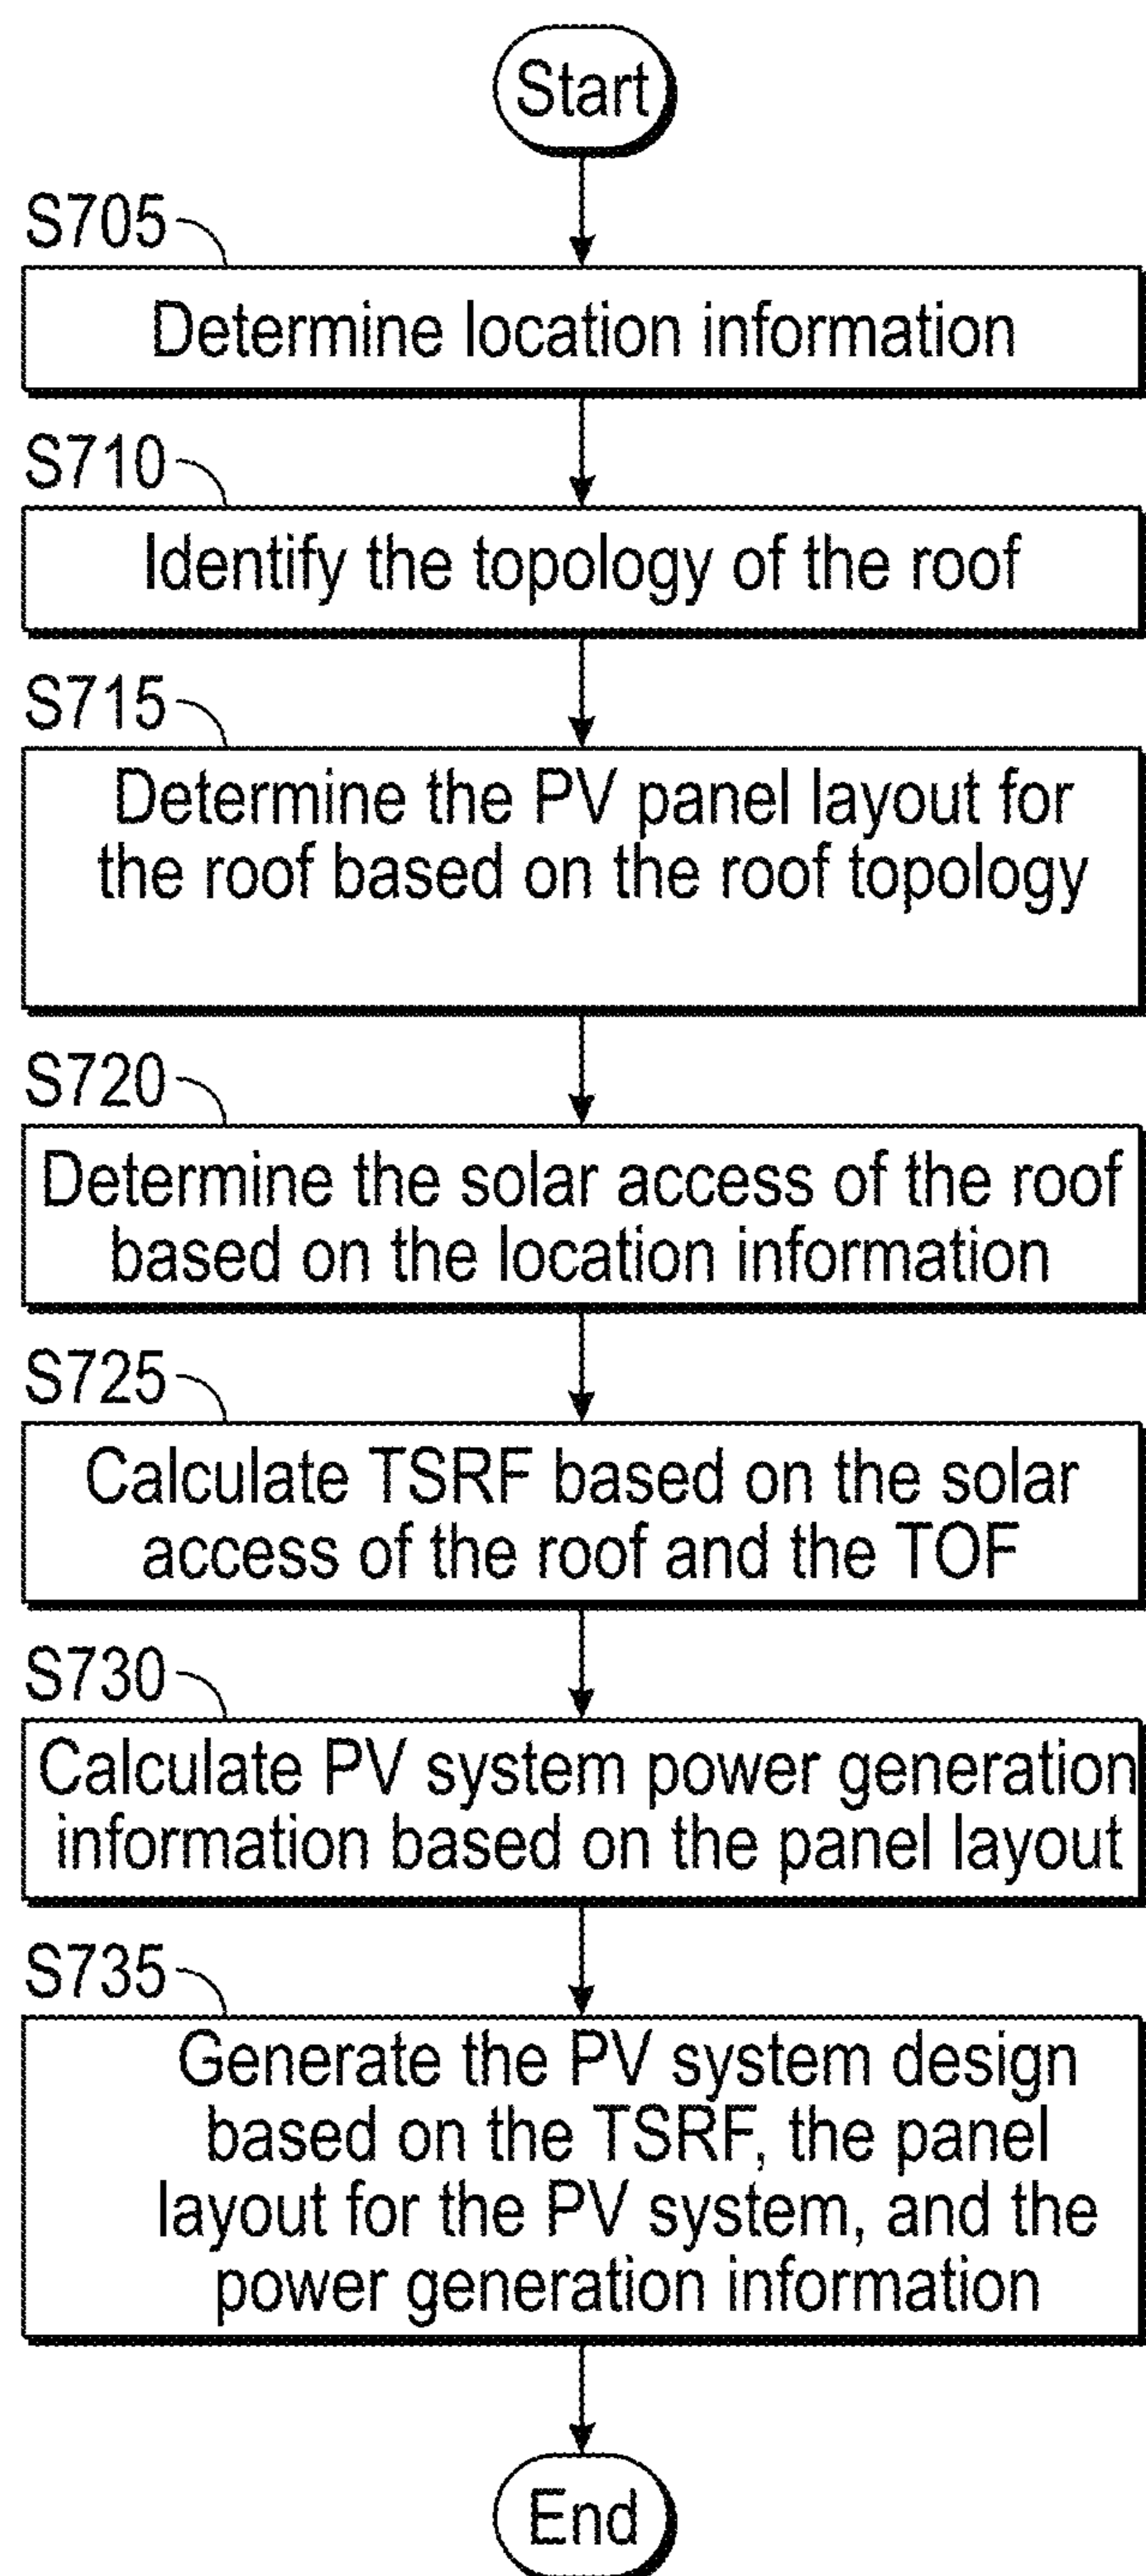 Start
S705
Determine location information
S710
Identify the topology of the roof
S715
Determine the PV panel layout for
the roof based on the roof topology
S720
Determine the solar access of the roof
based on the location information
S725
Calculate TSRF based on the solar
access of the roof and the TOF
S730
Calculate PV system power generation
information based on the panel layout
S735
Generate the PV system design
based on the TSRF, the panel
layout for the PV system, and the
power generation information
End